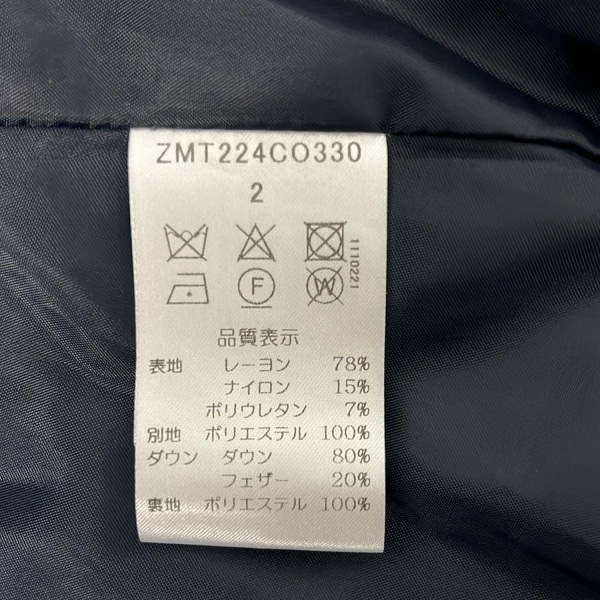 ZMT224CO330
2
1110221
F
W
品質表示
表地 レーヨン 78%
ナイロン 15%
ポリウレタン 7%
別地 ポリエステル 100%
ダウン ダウン 80%
フェザー 20%
裏地 ポリエステル 100%